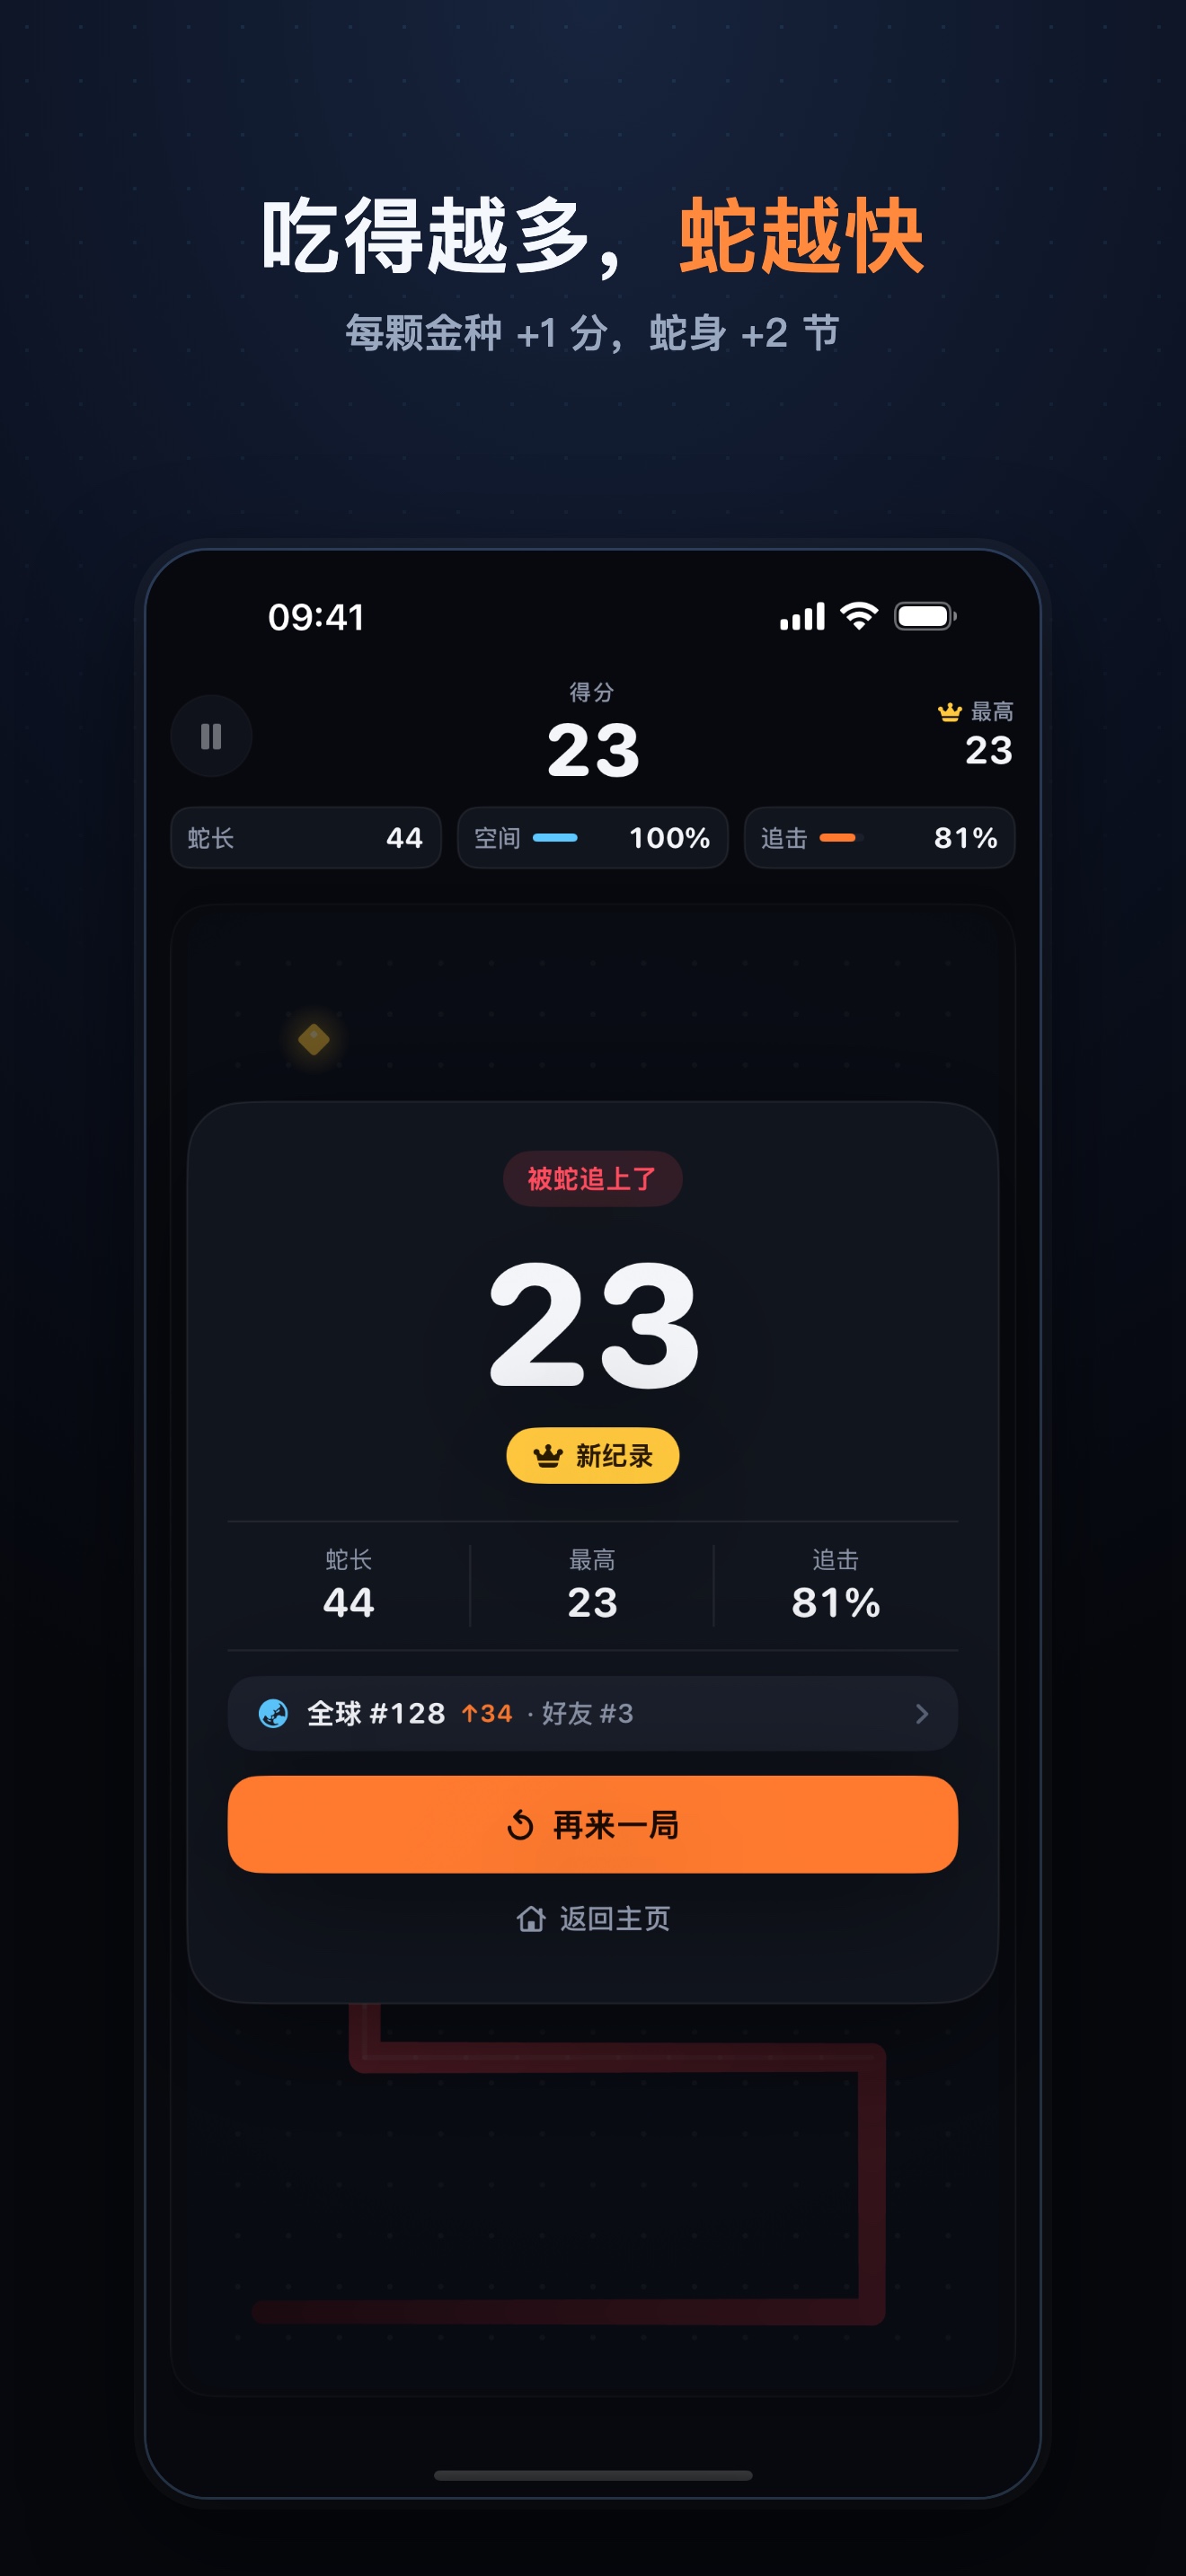 吃得越多，蛇越快
每颗金种 +1 分，蛇身 +2 节
09:41
得分
23
最高
23
蛇长 44
空间 100%
追击 81%
被蛇追上了
23
新纪录
蛇长 最高 追击
44 23 81%
全球 #128 ↑34 · 好友 #3
再来一局
返回主页